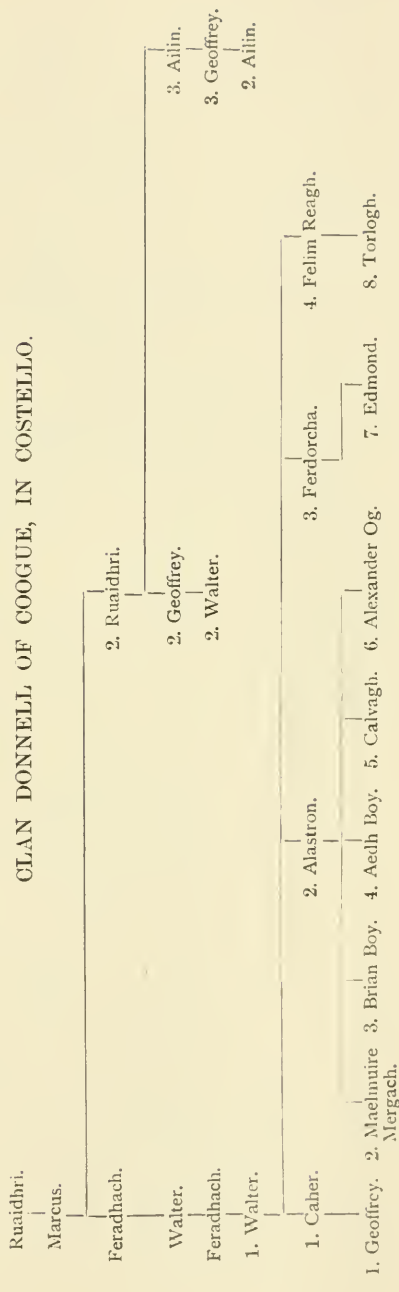 CLAN DONNELL OF COOGUE, IN COSTELLO.
Ruaidhri.
Marcus.
Feradhach. 2. Ruaidhri.
Walter. 2. Geoffrey. 3. Ailin.
Feradhach. 2. Walter. 3. Geoffrey.
1. Walter. 2. Ailin.
1. Caher. 2. Alastron. 3. Ferdorcha. 4. Felim Reagh.
1. Geoffrey. 2. Maelmuire 3. Brian Boy. 4. Aedh Boy. 5. Calvagh. 6. Alexander Og. 7. Edmond. 8. Torlogh.
Mergach.